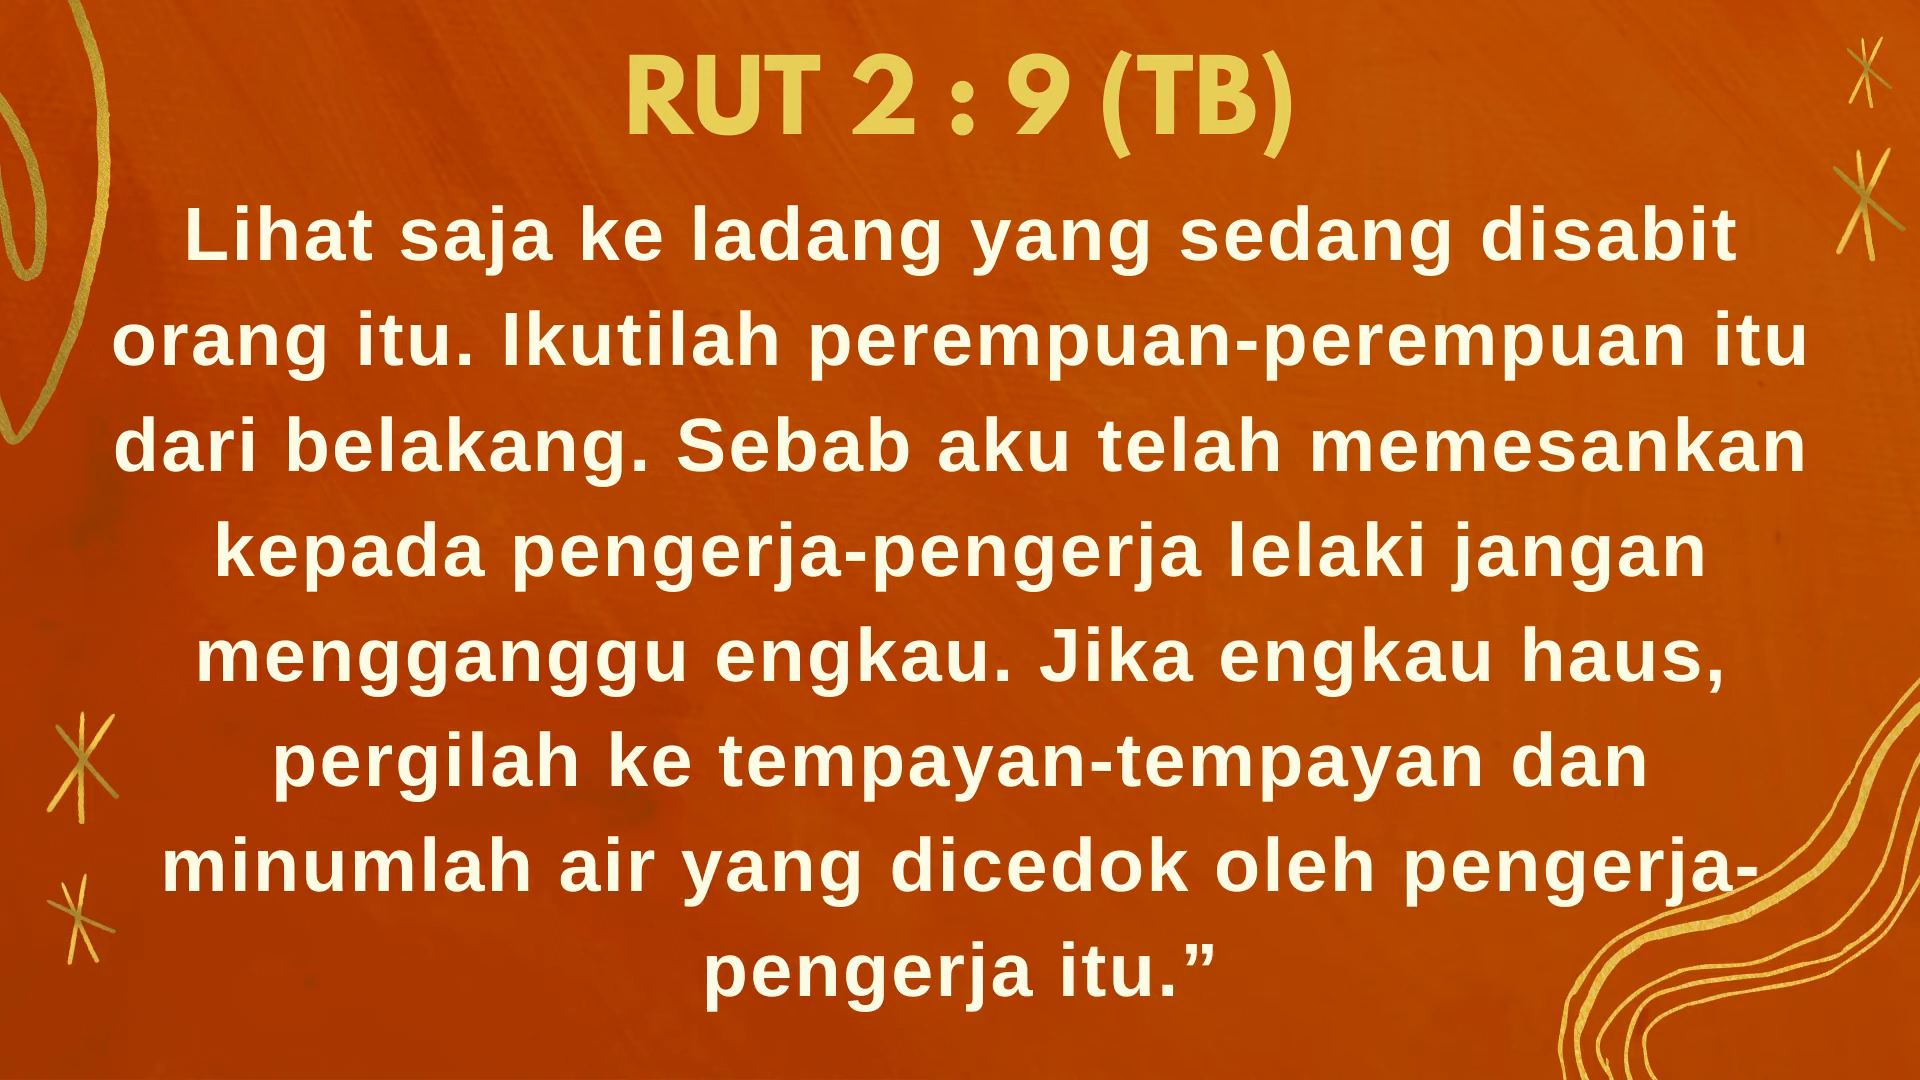 RUT 2 : 9 (TB)
Lihat saja ke ladang yang sedang disabit
orang itu. Ikutilah perempuan-perempuan itu
dari belakang. Sebab aku telah memesankan
kepada pengerja-pengerja lelaki jangan
mengganggu engkau. Jika engkau haus,
pergilah ke tempayan-tempayan dan
minumlah air yang dicedok oleh pengerja-
pengerja itu.”